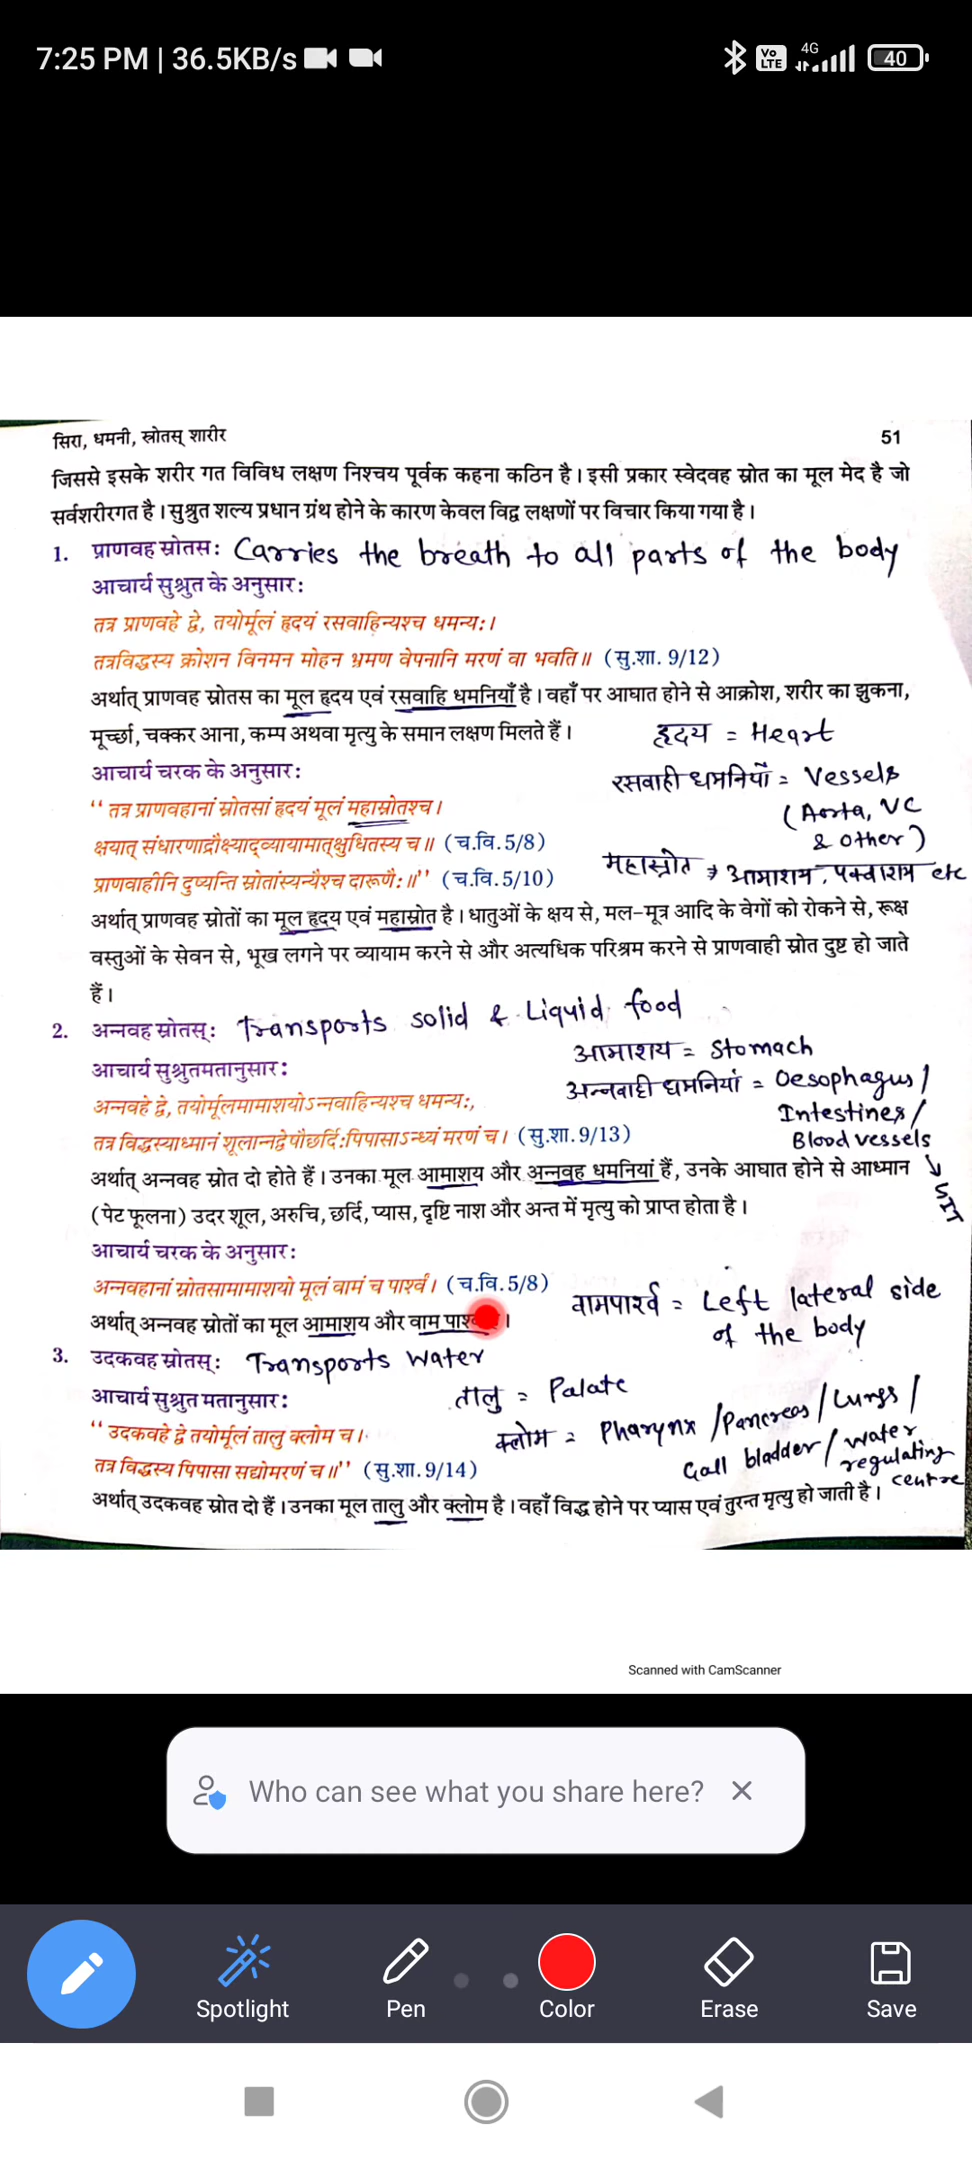 7:25 PM | 36.5KB/s
Vo LTE 4G 40
सिरा, धमनी, स्रोतस् शारीर 51
जिससे इसके शरीर गत विविध लक्षण निश्चय पूर्वक कहना कठिन है। इसी प्रकार स्वेदवह स्रोत का मूल मेद है जो
सर्वशरीरगत है। सुश्रुत शल्य प्रधान ग्रंथ होने के कारण केवल विद्ध लक्षणों पर विचार किया गया है।
1. प्राणवह स्रोतस: Carries the breath to all parts of the body
आचार्य सुश्रुत के अनुसार:
तत्र प्राणवहे द्वे, तयोर्मूलं हृदयं रसवाहिन्यश्च धमन्य:।
तत्रविद्धस्य क्रोशन विनमन मोहन भ्रमण वेपनानि मरणं वा भवति॥ (सु.शा. 9/12)
अर्थात् प्राणवह स्रोतस का मूल हृदय एवं रसवाहि धमनियाँ है। वहाँ पर आघात होने से आक्रोश, शरीर का झुकना,
मूर्च्छा, चक्कर आना, कम्प अथवा मृत्यु के समान लक्षण मिलते हैं।
हृदय = Heart
आचार्य चरक के अनुसार:
रसवाही धमनियाँ = Vessels
(Aorta, VC
& other)
"तत्र प्राणवहानां स्रोतसां हृदयं मूलं महास्रोतश्च।
क्षयात् संधारणाद्रौक्ष्याद्व्यायामात्क्षुधितस्य च॥ (च.वि. 5/8)
महास्रोत → आमाशय, पक्वाशय etc
प्राणवाहीनि दुष्यन्ति स्रोतांस्यन्यैश्च दारूणै:॥" (च.वि. 5/10)
अर्थात् प्राणवह स्रोतों का मूल हृदय एवं महास्रोत है। धातुओं के क्षय से, मल-मूत्र आदि के वेगों को रोकने से, रूक्ष
वस्तुओं के सेवन से, भूख लगने पर व्यायाम करने से और अत्यधिक परिश्रम करने से प्राणवाही स्रोत दुष्ट हो जाते
हैं।
2. अन्नवह स्रोतस्: Transports solid & Liquid food
आमाशय = Stomach
आचार्य सुश्रुतमतानुसार:
अन्नवाही धमनियां = Oesophagus/
Intestines/
Blood vessels
→ SIT
अन्नवहे द्वे, तयोर्मूलमामाशयोऽन्नवाहिन्यश्च धमन्य:,
तत्र विद्धस्याध्मानं शूलान्नद्वेषौछर्दि:पिपासाऽन्ध्यं मरणं च। (सु.शा. 9/13)
अर्थात् अन्नवह स्रोत दो होते हैं। उनका मूल आमाशय और अन्नवह धमनियां हैं, उनके आघात होने से आध्मान
(पेट फूलना) उदर शूल, अरुचि, छर्दि, प्यास, दृष्टि नाश और अन्त में मृत्यु को प्राप्त होता है।
आचार्य चरक के अनुसार:
अन्नवहानां स्रोतसामामाशयो मूलं वामं च पार्श्वं। (च.वि. 5/8)
वामपार्श्व = Left lateral side
of the body
अर्थात् अन्नवह स्रोतों का मूल आमाशय और वाम
3. उदकवह स्रोतस्: Transports water
तालु = Palate
आचार्य सुश्रुत मतानुसार:
क्लोम = Pharynx/Pancreas/Lungs/
Gall bladder/water
regulating
centre
"उदकवहे द्वे तयोर्मूलं तालु क्लोम च।
तत्र विद्धस्य पिपासा सद्योमरणं च॥" (सु.शा. 9/14)
अर्थात् उदकवह स्रोत दो हैं। उनका मूल तालु और क्लोम है। वहाँ विद्ध होने पर प्यास एवं तुरन्त मृत्यु हो जाती है।
Scanned with CamScanner
Who can see what you share here?
Spotlight Pen Color Erase Save